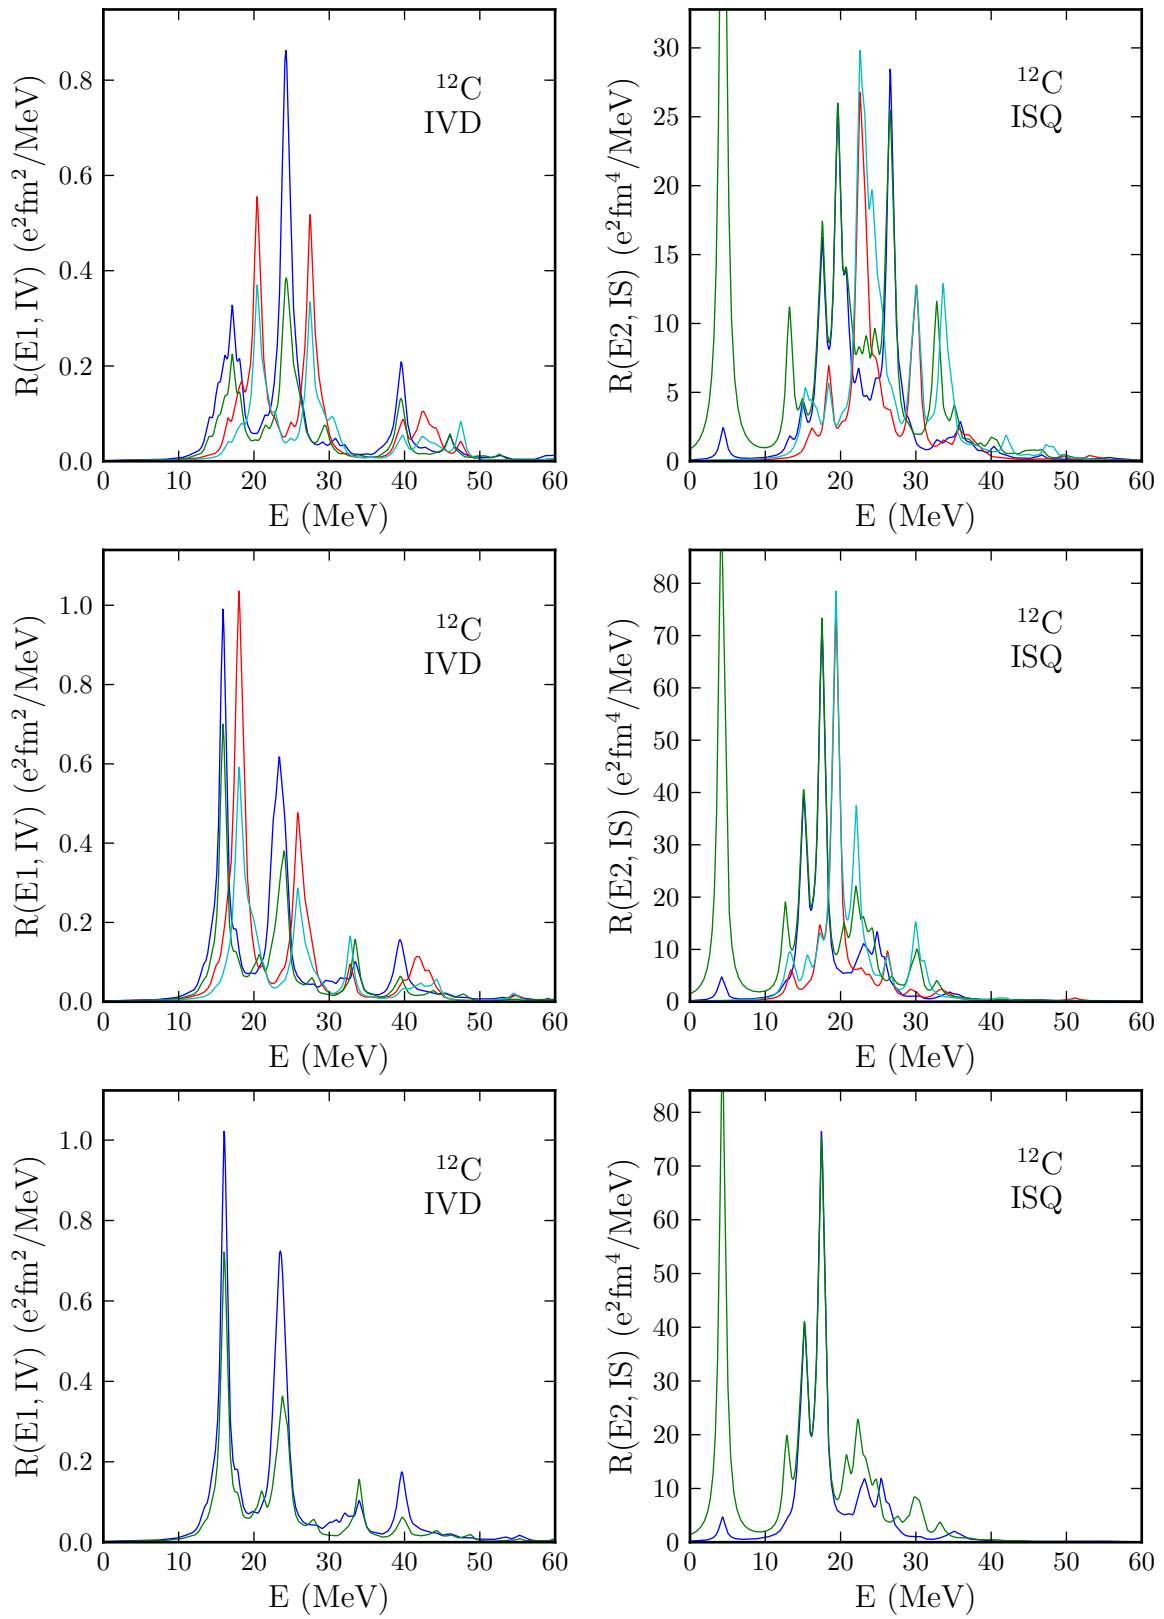 R(E1, IV) (e²fm²/MeV)
0.8
0.6
0.4
0.2
0.0
¹²C
IVD
0 10 20 30 40 50 60
E (MeV)
R(E2, IS) (e²fm⁴/MeV)
30
25
20
15
10
5
0
¹²C
ISQ
0 10 20 30 40 50 60
E (MeV)
R(E1, IV) (e²fm²/MeV)
1.0
0.8
0.6
0.4
0.2
0.0
¹²C
IVD
0 10 20 30 40 50 60
E (MeV)
R(E2, IS) (e²fm⁴/MeV)
80
70
60
50
40
30
20
10
0
¹²C
ISQ
0 10 20 30 40 50 60
E (MeV)
R(E1, IV) (e²fm²/MeV)
1.0
0.8
0.6
0.4
0.2
0.0
¹²C
IVD
0 10 20 30 40 50 60
E (MeV)
R(E2, IS) (e²fm⁴/MeV)
80
70
60
50
40
30
20
10
0
¹²C
ISQ
0 10 20 30 40 50 60
E (MeV)